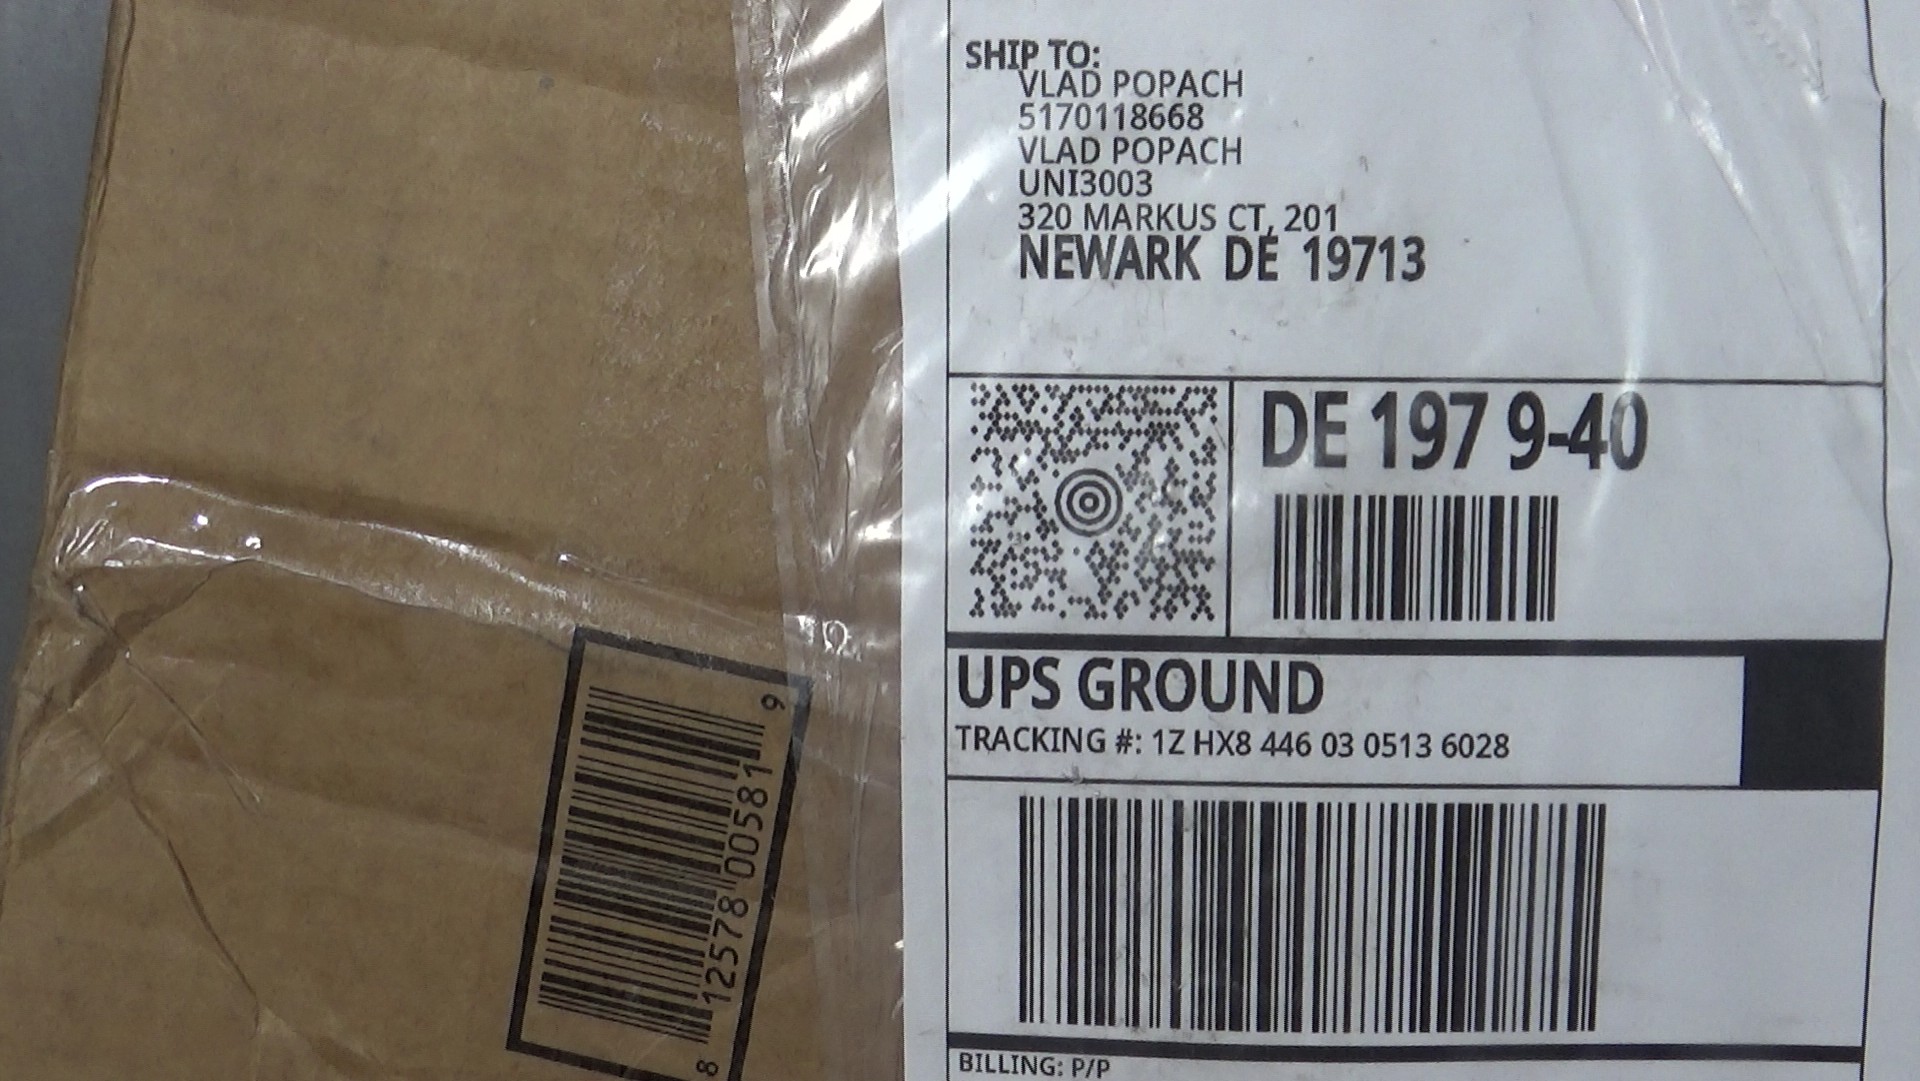 SHIP TO:
VLAD POPACH
5170118668
VLAD POPACH
UNI3003
320 MARKUS CT, 201
NEWARK DE 19713
DE 197 9-40
UPS GROUND
TRACKING #: 1Z HX8 446 03 0513 6028
BILLING: P/P
8 12578 00581 9